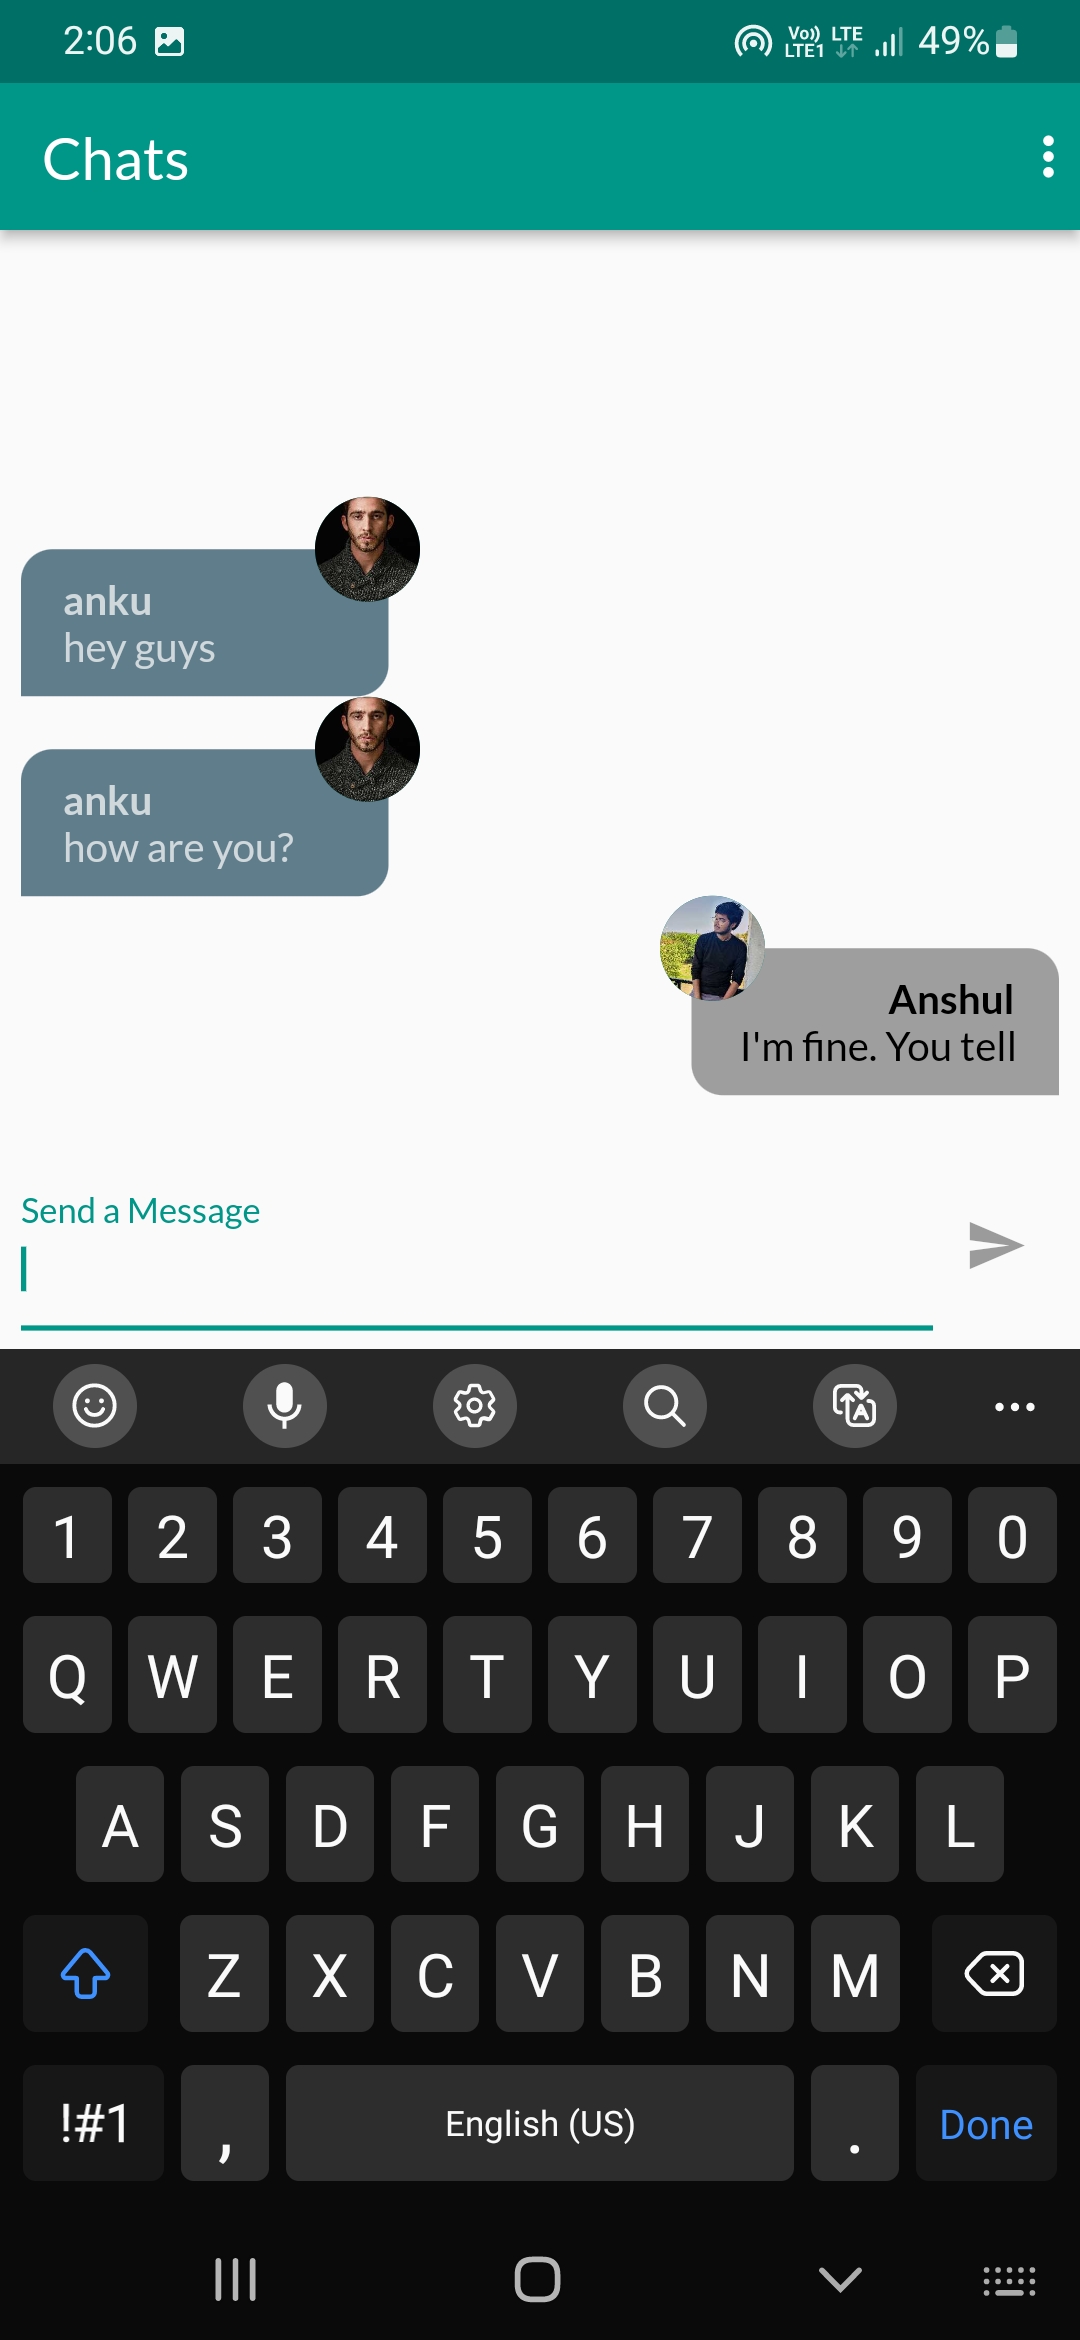 2:06 Vo)) LTE1 LTE 49%
Chats
anku
hey guys
anku
how are you?
Anshul
I'm fine. You tell
Send a Message
1 2 3 4 5 6 7 8 9 0
Q W E R T Y U I O P
A S D F G H J K L
Z X C V B N M
!#1 , English (US) . Done